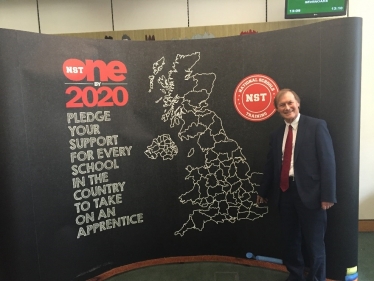 NST
one
BY
2020
PLEDGE
YOUR
SUPPORT
FOR EVERY
SCHOOL
IN THE
COUNTRY
TO TAKE
ON AN
APPRENTICE
NATIONAL SCHOOLS
NST
TRAINING